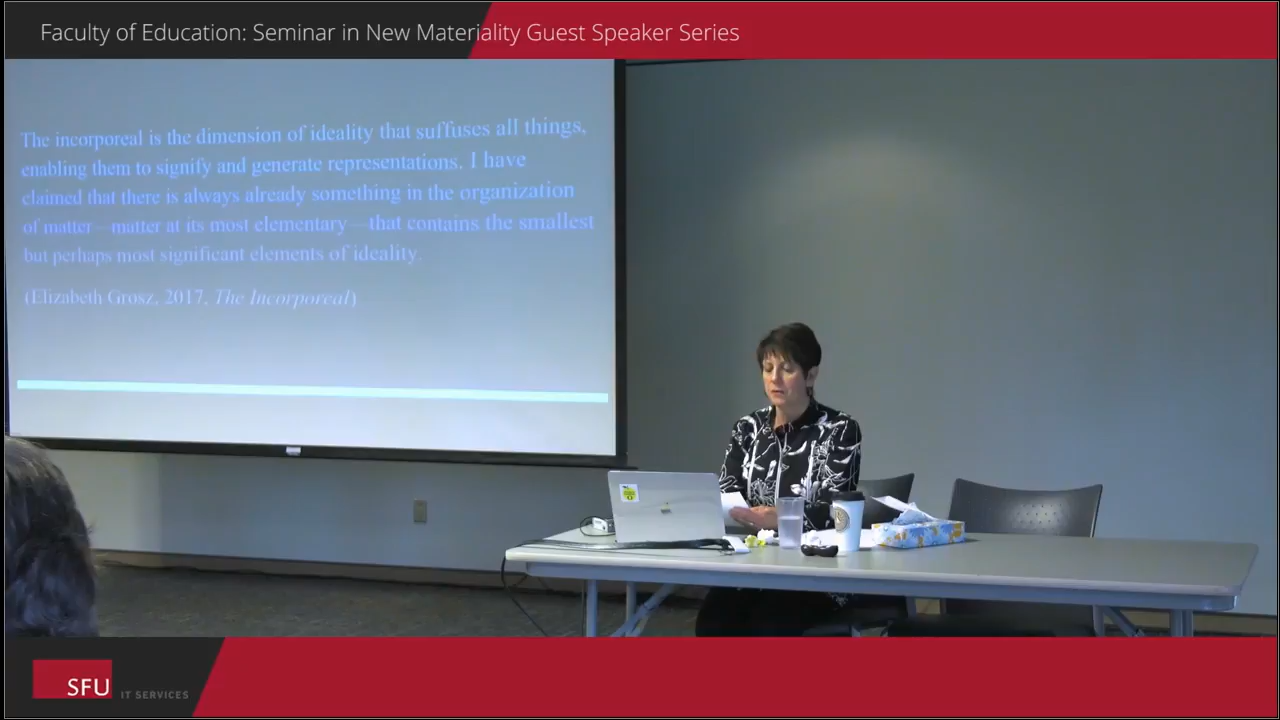 Faculty of Education: Seminar in New Materiality Guest Speaker Series
The incorporeal is the dimension of ideality that suffuses all things,
enabling them to signify and generate representations. I have
claimed that there is always already something in the organization
of matter—matter at its most elementary—that contains the smallest
but perhaps most significant elements of ideality.
(Elizabeth Grosz, 2017, The Incorporeal)
SFU IT SERVICES